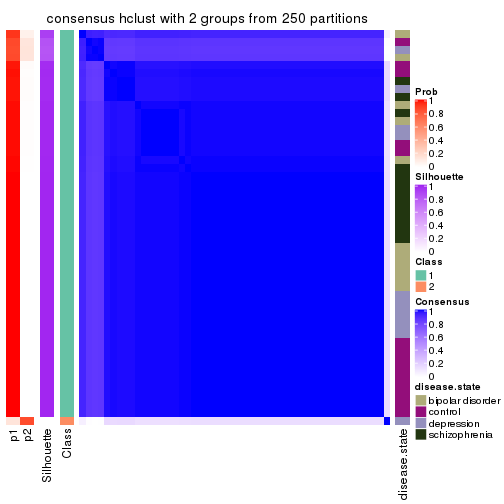 consensus hclust with 2 groups from 250 partitions
Prob
1
0.8
0.6
0.4
0.2
0
Silhouette
1
0.8
0.6
0.4
0.2
0
Class
1
2
Consensus
1
0.8
0.6
0.4
0.2
0
disease.state
bipolar disorder
control
depression
schizophrenia
p1
p2
Silhouette
Class
disease.state